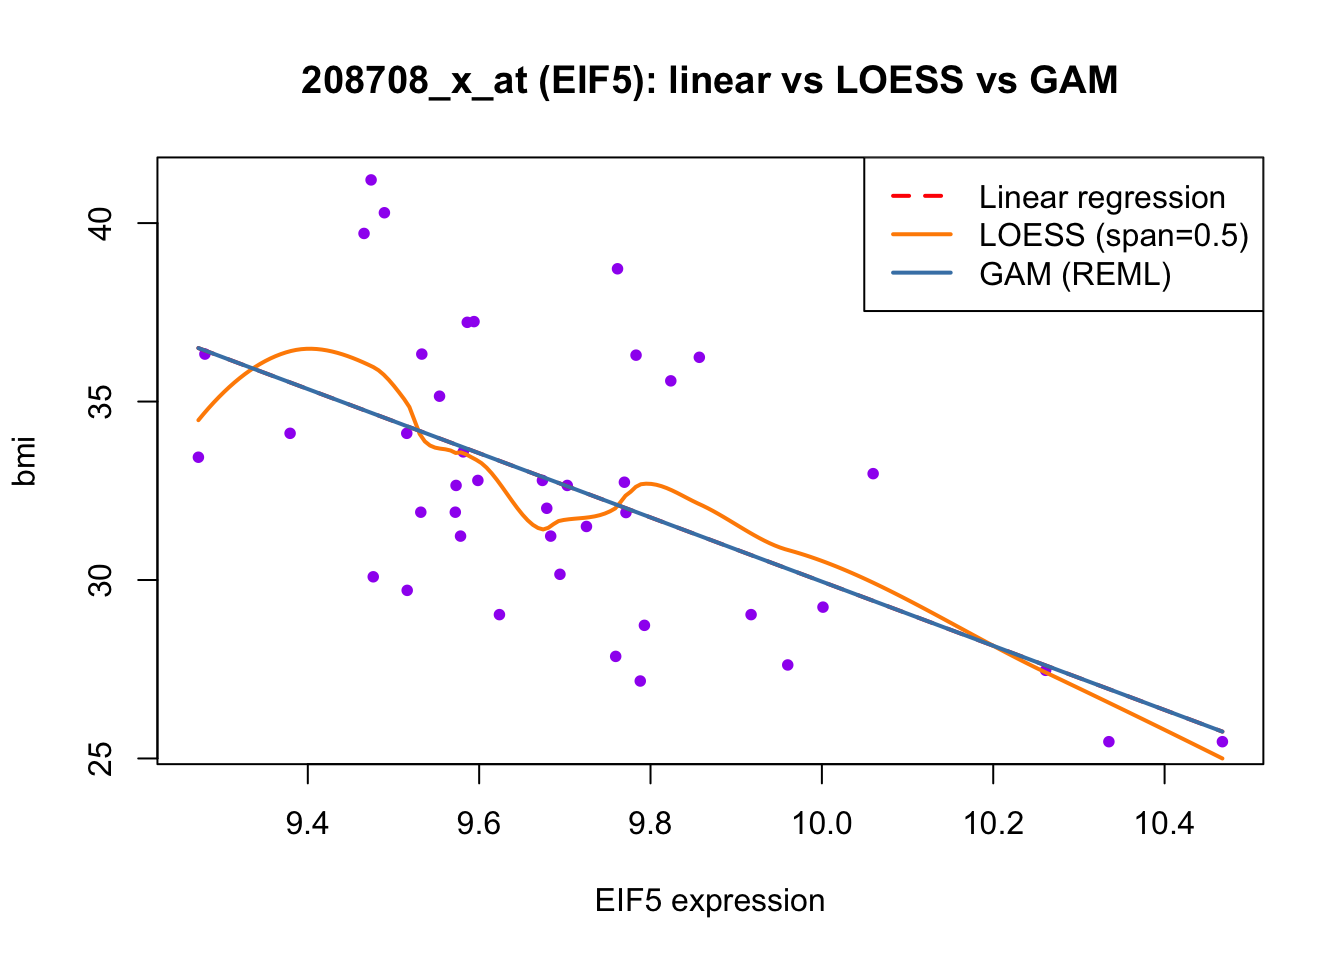 208708_x_at (EIF5): linear vs LOESS vs GAM
Linear regression
LOESS (span=0.5)
GAM (REML)
bmi
40
35
30
25
9.4 9.6 9.8 10.0 10.2 10.4
EIF5 expression